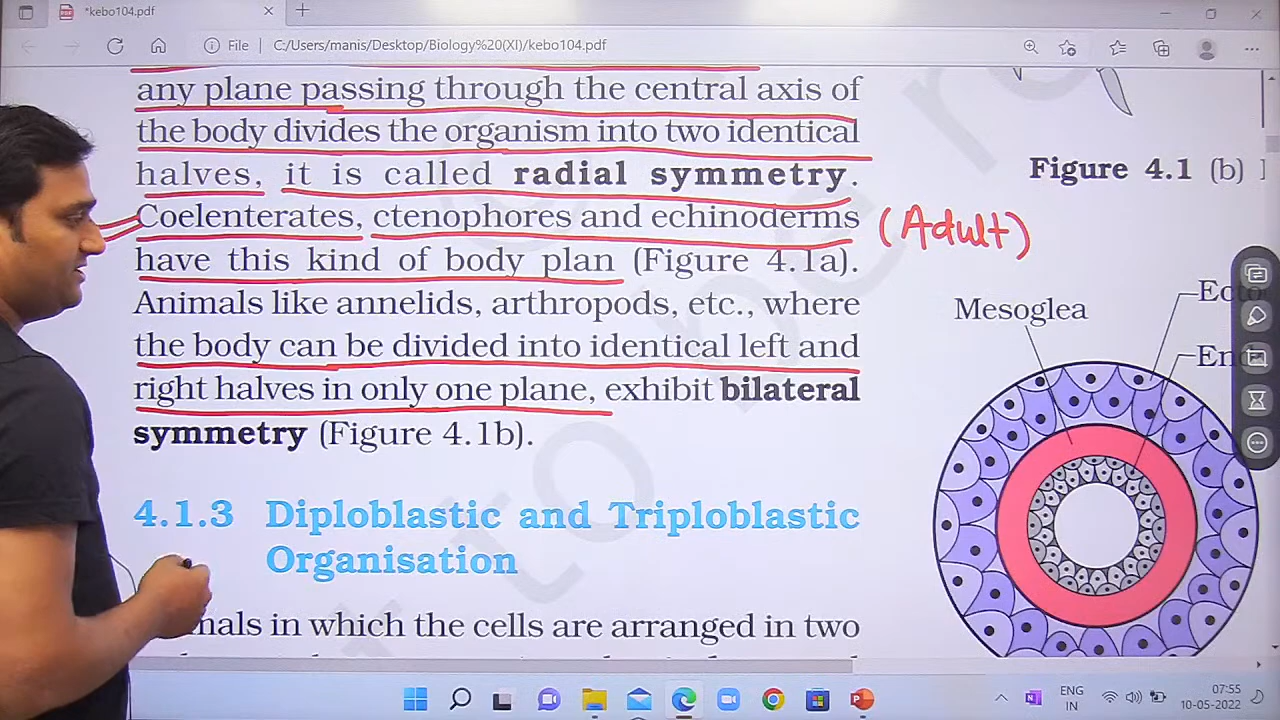 *kebo104.pdf
File
C:/Users/manis/Desktop/Biology%20(XI)/kebo104.pdf
any plane passing through the central axis of
the body divides the organism into two identical
halves, it is called radial symmetry.
Coelenterates, ctenophores and echinoderms (Adult)
have this kind of body plan (Figure 4.1a).
Animals like annelids, arthropods, etc., where
the body can be divided into identical left and
right halves in only one plane, exhibit bilateral
symmetry (Figure 4.1b).
4.1.3 Diploblastic and Triploblastic
Organisation
in which the cells are arranged in two
Figure 4.1 (b)
Mesoglea
ENG
IN
07:55
10-05-2022